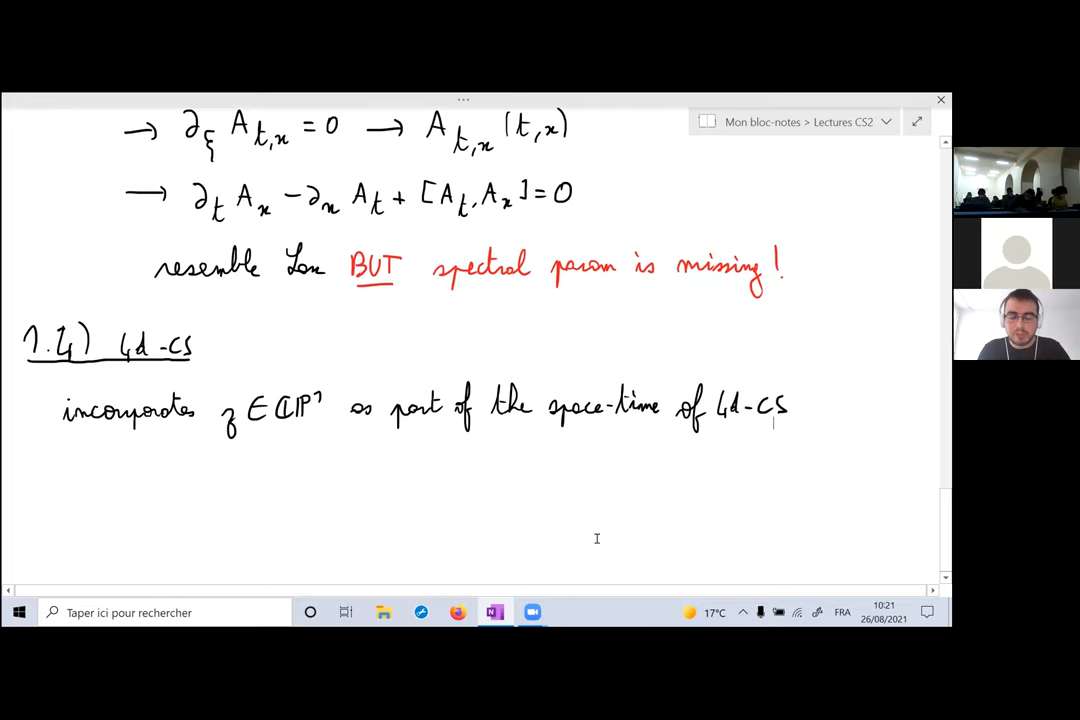 → ∂_ξ A_{t,x} = 0 → A_{t,x} (t,x)
Mon bloc-notes > Lectures CS2
→ ∂_t A_x - ∂_x A_t + [A_t, A_x] = 0
resemble Lax BUT spectral param is missing!
1.4) 4d-CS
incorporates z ∈ ℂℙ¹ as part of the space-time of 4d-CS
Taper ici pour rechercher
17°C
FRA
10:21
26/08/2021